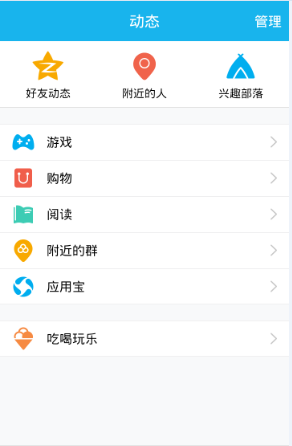 动态 管理
好友动态 附近的人 兴趣部落
游戏
购物
阅读
附近的群
应用宝
吃喝玩乐